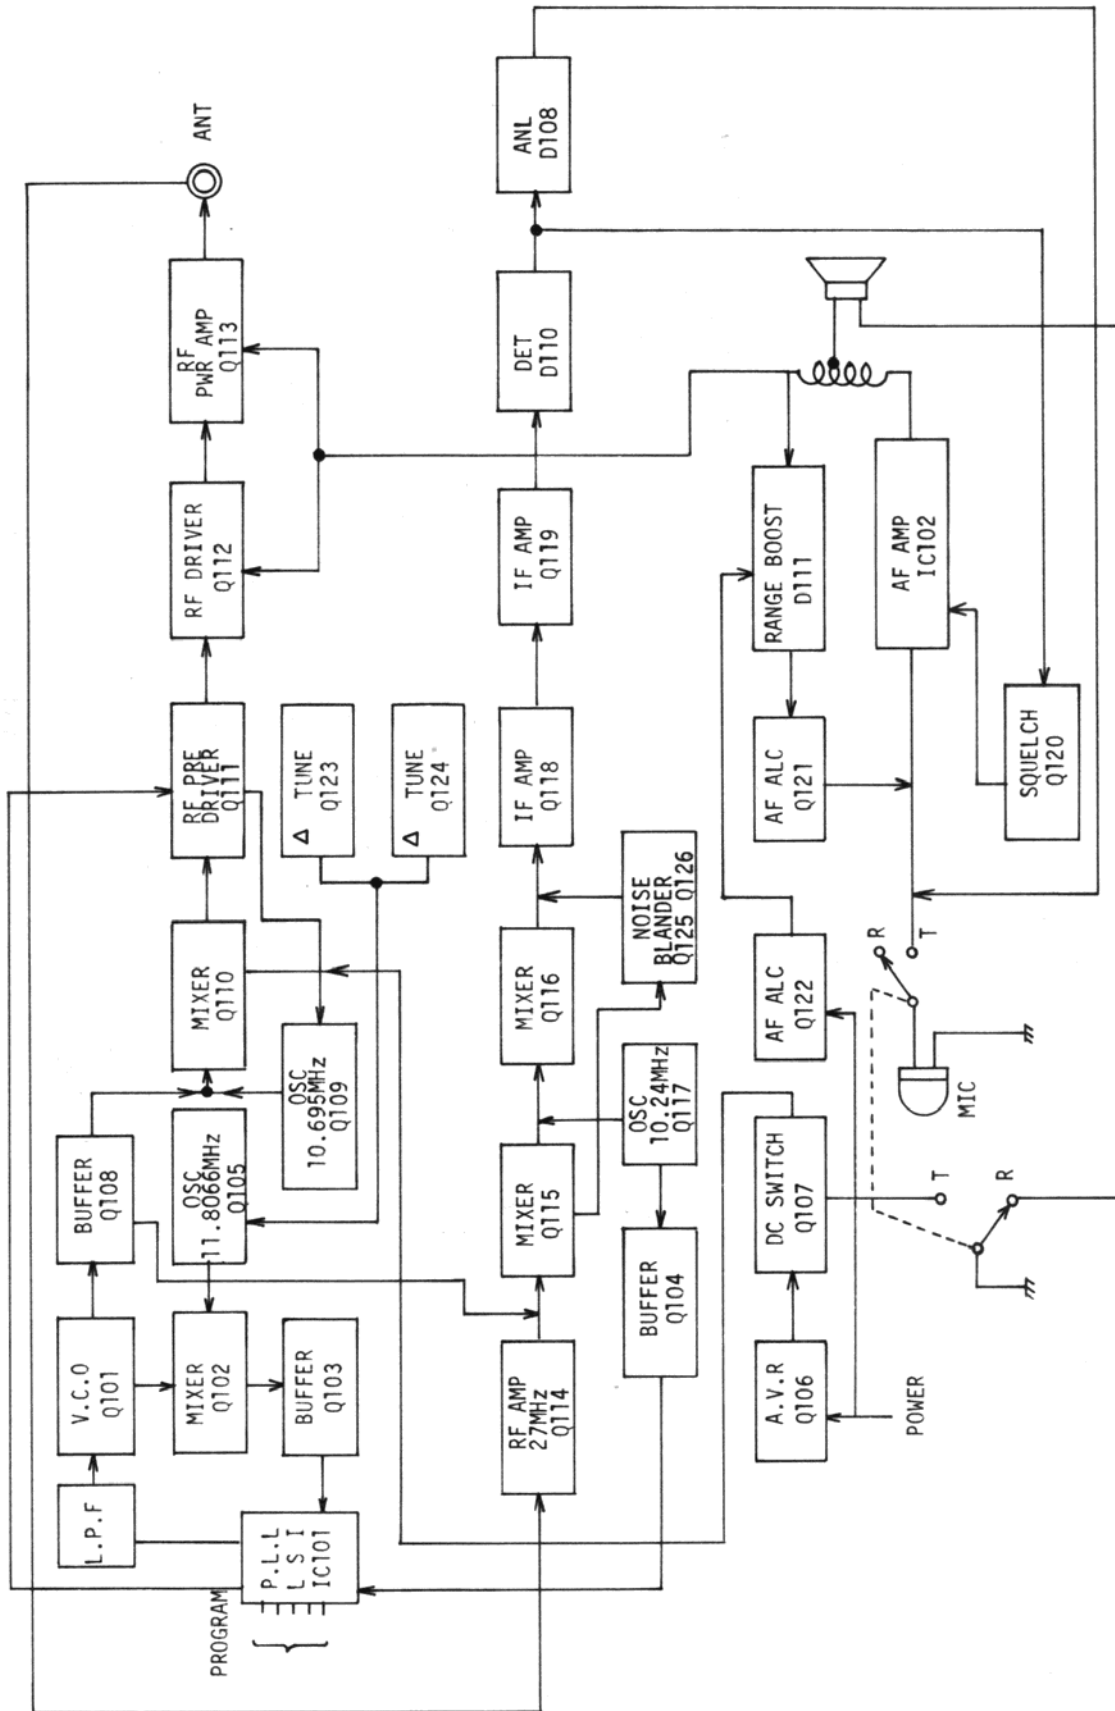 ANT
RF
PWR AMP
Q113
RF DRIVER
Q112
RF PRE
DRIVER
Q111
MIXER
Q110
BUFFER
Q108
V.C.O
Q101
L.P.F
OSC
11.8066MHz
Q105
MIXER
Q102
BUFFER
Q103
P.L.L
L S I
IC101
PROGRAM
OSC
10.695MHz
Q109
Δ TUNE
Q123
Δ TUNE
Q124
ANL
D108
DET
D110
IF AMP
Q119
IF AMP
Q118
MIXER
Q116
MIXER
Q115
RF AMP
27MHz
Q114
NOISE
BLANDER
Q125 Q126
OSC
10.24MHz
Q117
BUFFER
Q104
RANGE BOOST
D111
AF ALC
Q121
AF ALC
Q122
DC SWITCH
Q107
A.V.R
Q106
POWER
AF AMP
IC102
SQUELCH
Q120
R
T
MIC
T
R